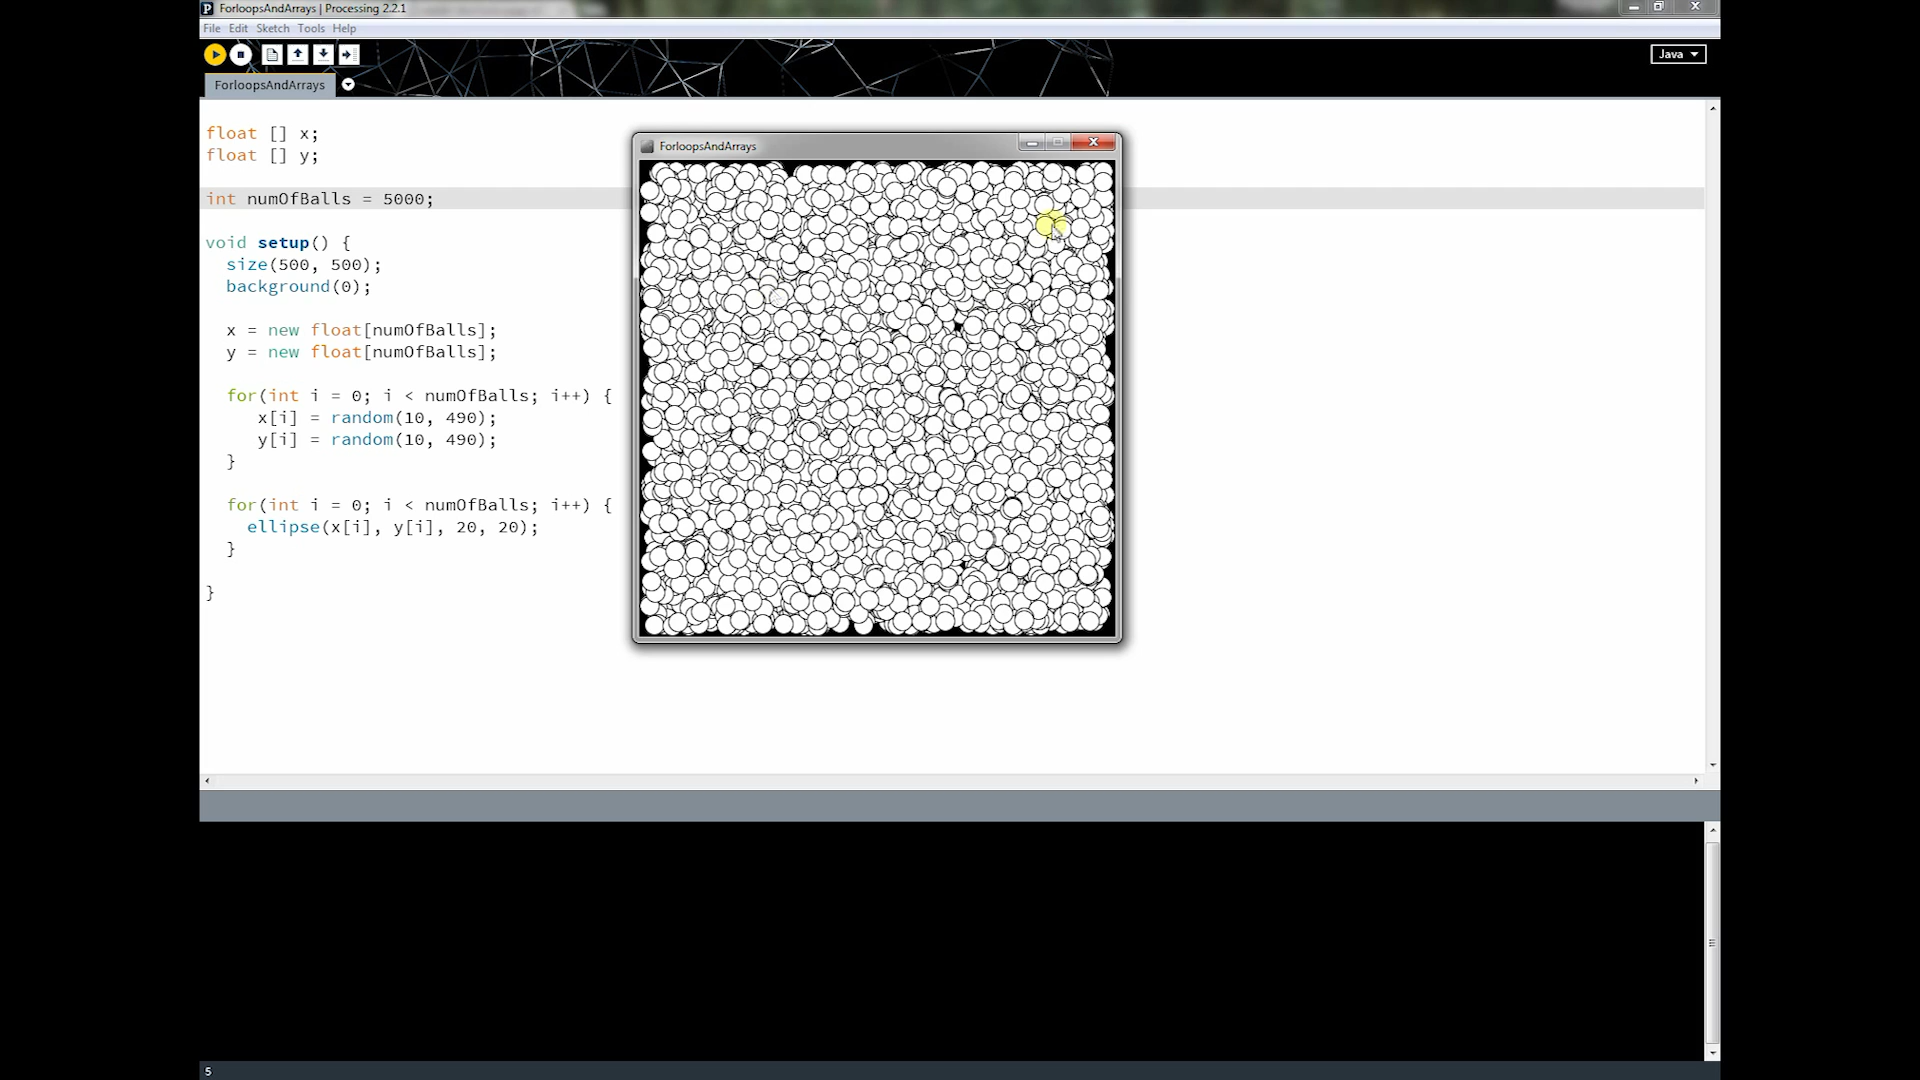 ForloopsAndArrays | Processing 2.2.1
File Edit Sketch Tools Help
Java
ForloopsAndArrays
float [] x;
float [] y;
int numOfBalls = 5000;
void setup() {
size(500, 500);
background(0);
x = new float[numOfBalls];
y = new float[numOfBalls];
for(int i = 0; i < numOfBalls; i++) {
x[i] = random(10, 490);
y[i] = random(10, 490);
}
for(int i = 0; i < numOfBalls; i++) {
ellipse(x[i], y[i], 20, 20);
}
}
ForloopsAndArrays
5